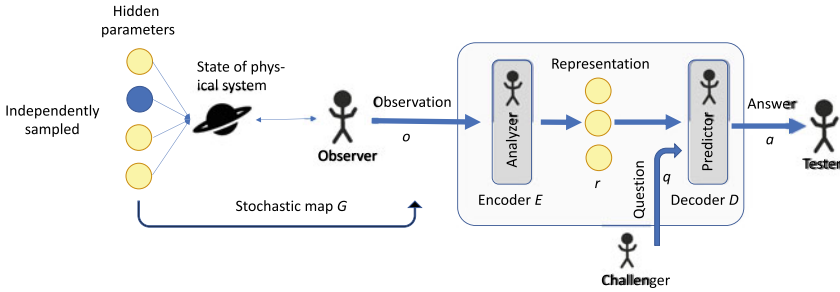 Hidden
parameters
Independently
sampled
State of phys-
ical system
Observer
Observation
o
Stochastic map G
Analyzer
Encoder E
Representation
r
Question
q
Predictor
Decoder D
Challenger
Answer
a
Tester